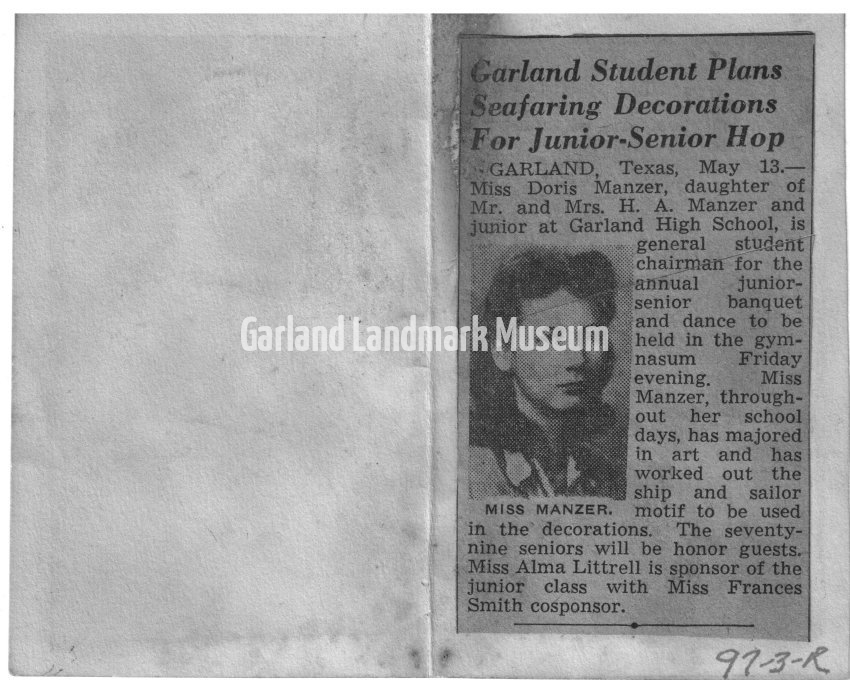 Garland Student Plans
Seafaring Decorations
For Junior-Senior Hop
GARLAND, Texas, May 13.—
Miss Doris Manzer, daughter of
Mr. and Mrs. H. A. Manzer and
junior at Garland High School, is
general student
chairman for the
annual junior-
senior banquet
and dance to be
held in the gym-
nasum Friday
evening. Miss
Manzer, through-
out her school
days, has majored
in art and has
worked out the
ship and sailor
motif to be used
MISS MANZER.
in the decorations. The seventy-
nine seniors will be honor guests.
Miss Alma Littrell is sponsor of the
junior class with Miss Frances
Smith cosponsor.
Garland Landmark Museum
97-3-R